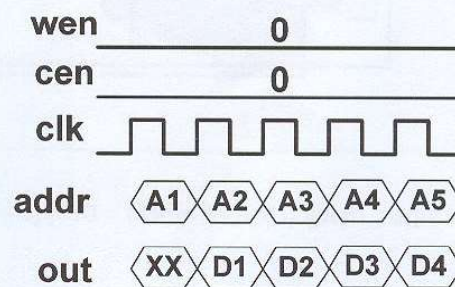 wen 0
cen 0
clk
addr A1 A2 A3 A4 A5
out XX D1 D2 D3 D4